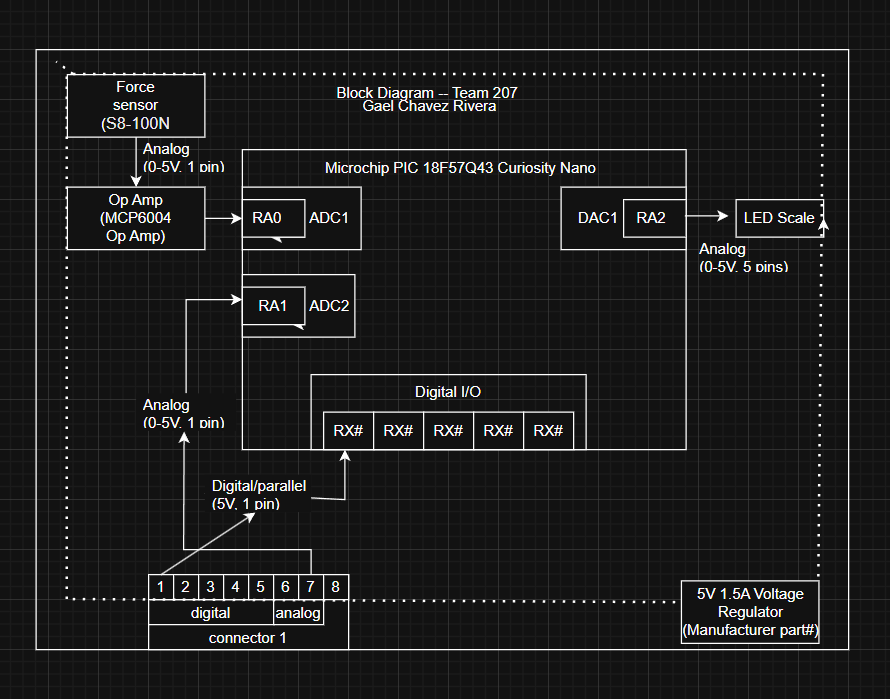 Force
sensor
(S8-100N
Block Diagram -- Team 207
Gael Chavez Rivera
Analog
(0-5V, 1 pin)
Microchip PIC 18F57Q43 Curiosity Nano
Op Amp
(MCP6004
Op Amp)
RA0
ADC1
DAC1
RA2
LED Scale
Analog
(0-5V, 5 pins)
RA1
ADC2
Digital I/O
Analog
(0-5V, 1 pin)
RX#
RX#
RX#
RX#
RX#
Digital/parallel
(5V, 1 pin)
1 2 3 4 5 6 7 8
digital
analog
connector 1
5V 1.5A Voltage
Regulator
(Manufacturer part#)